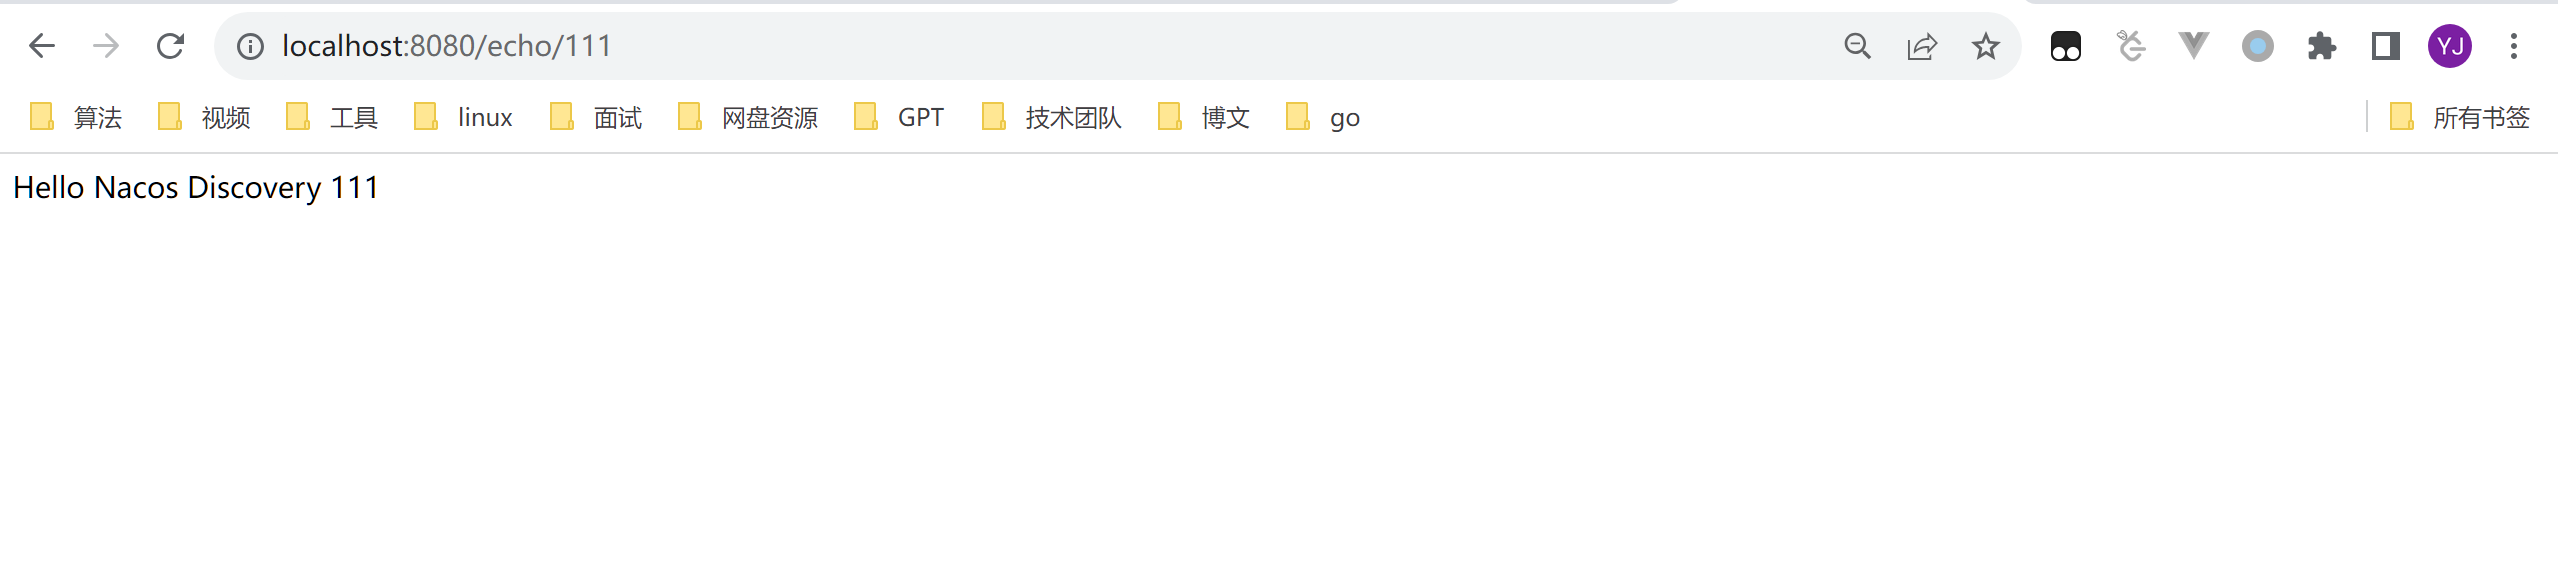 localhost:8080/echo/111
YJ
算法 视频 工具 linux 面试 网盘资源 GPT 技术团队 博文 go 所有书签
Hello Nacos Discovery 111